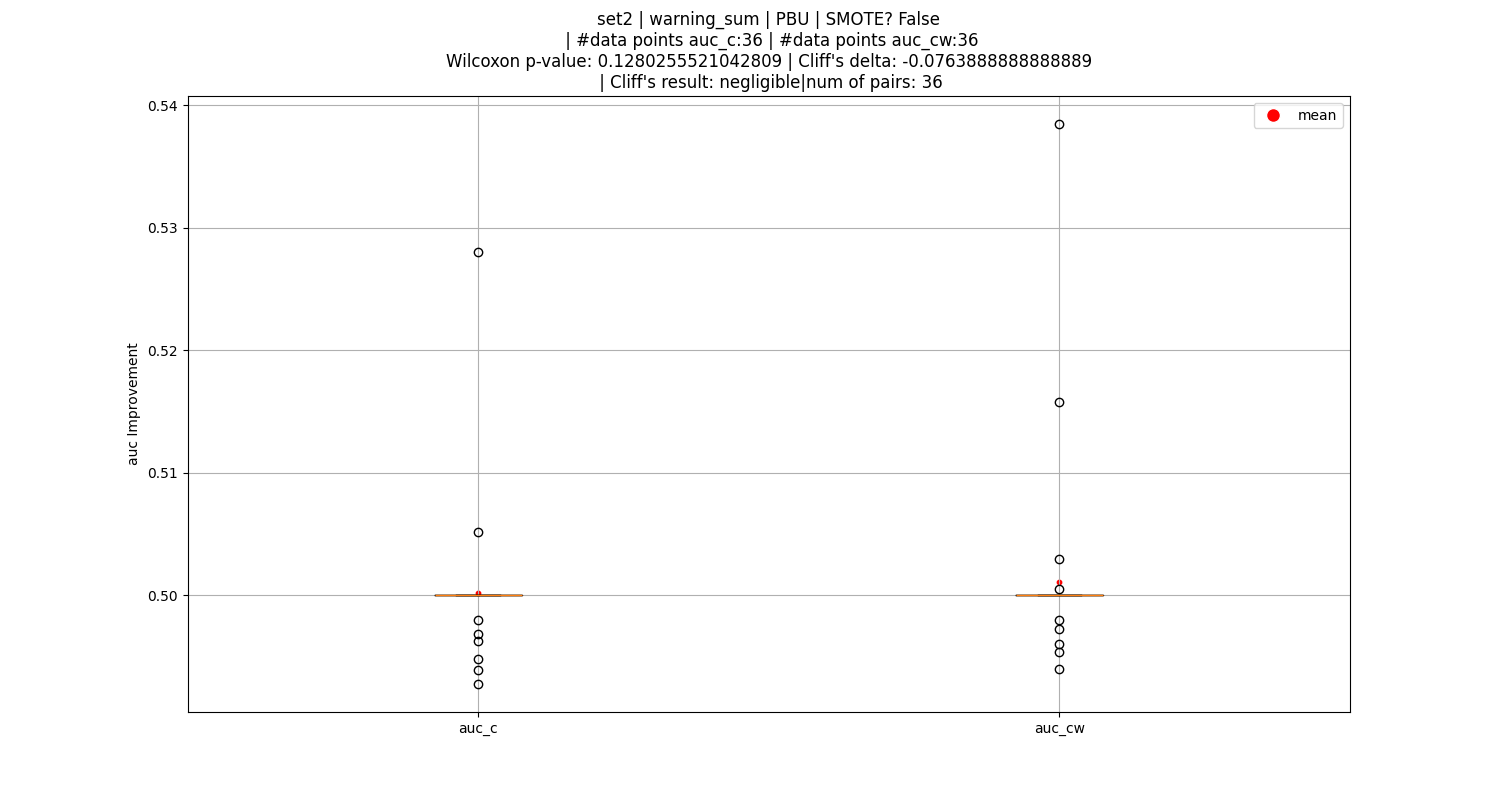 set2 | warning_sum | PBU | SMOTE? False
| #data points auc_c:36 | #data points auc_cw:36
Wilcoxon p-value: 0.1280255521042809 | Cliff's delta: -0.0763888888888889
| Cliff's result: negligible|num of pairs: 36
0.54
mean
0.53
0.52
auc Improvement
0.51
0.50
auc_c
auc_cw